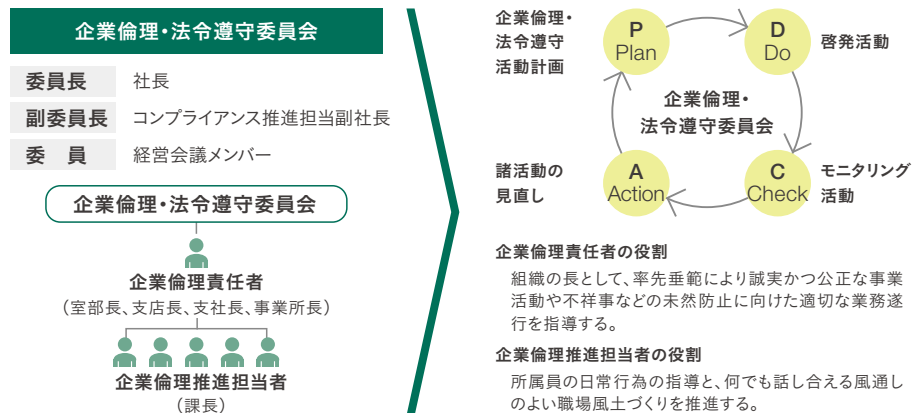 企業倫理・法令遵守委員会
委員長 社長
副委員長 コンプライアンス推進担当副社長
委　員 経営会議メンバー
企業倫理・法令遵守委員会
企業倫理責任者
（室部長、支店長、支社長、事業所長）
企業倫理推進担当者
（課長）
企業倫理・
法令遵守
活動計画
P
Plan
D
Do
啓発活動
企業倫理・
法令遵守委員会
諸活動の
見直し
A
Action
C
Check
モニタリング
活動
企業倫理責任者の役割
組織の長として、率先垂範により誠実かつ公正な事業
活動や不祥事などの未然防止に向けた適切な業務遂
行を指導する。
企業倫理推進担当者の役割
所属員の日常行為の指導と、何でも話し合える風通し
のよい職場風土づくりを推進する。